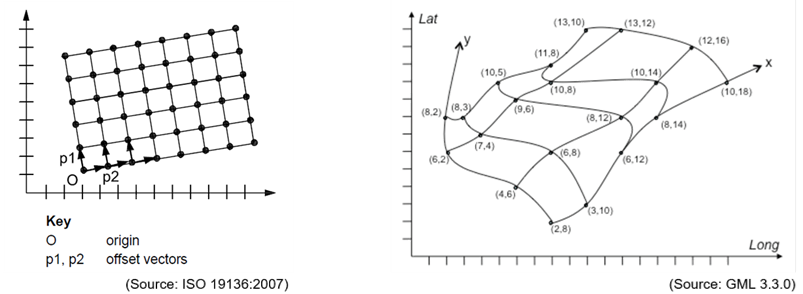 p1
O
p2
Key
O origin
p1, p2 offset vectors
(Source: ISO 19136:2007)
Lat
y
(13,10)
(13,12)
(12,16)
x
(11,8)
(10,5)
(10,8)
(10,14)
(10,18)
(8,2)
(8,3)
(9,6)
(8,12)
(8,14)
(7,4)
(6,2)
(6,8)
(6,12)
(4,6)
(3,10)
(2,8)
Long
(Source: GML 3.3.0)